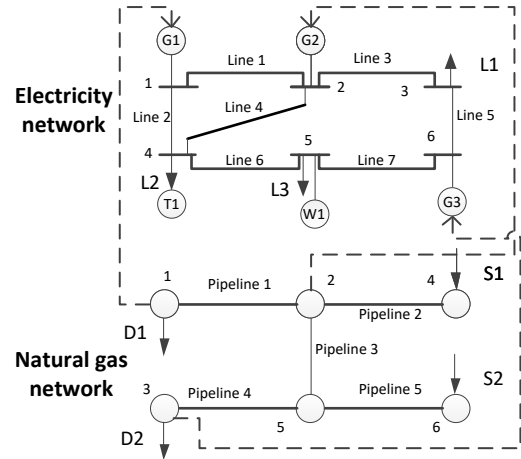 G1
G2
Line 1
Line 3
L1
1
2
3
Electricity
network
Line 2
Line 4
Line 5
4
5
6
Line 6
Line 7
L2
L3
T1
W1
G3
1
2
4
S1
Pipeline 1
Pipeline 2
D1
Pipeline 3
Natural gas
network
S2
3
Pipeline 4
Pipeline 5
5
6
D2